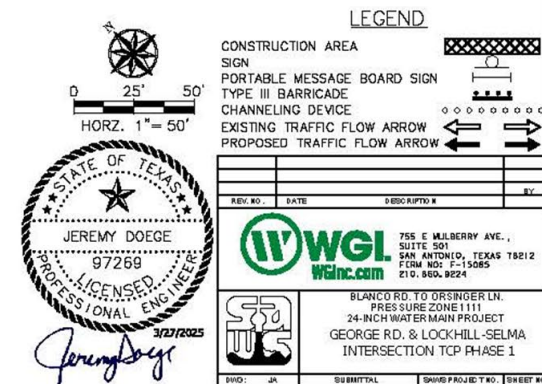 N
LEGEND
CONSTRUCTION AREA
SIGN
PORTABLE MESSAGE BOARD SIGN
TYPE III BARRICADE
CHANNELING DEVICE
EXISTING TRAFFIC FLOW ARROW
PROPOSED TRAFFIC FLOW ARROW
0 25' 50'
HORZ. 1"= 50'
STATE OF TEXAS
JEREMY DOEGE
97269
LICENSED
PROFESSIONAL ENGINEER
3/27/2025
Jeremy Doege
REV. NO. DATE DESCRIPTION BY
WGI.
WGInc.com
755 E MULBERRY AVE.,
SUITE 501
SAN ANTONIO, TEXAS 78212
FIRM NO: F-15085
210.860.9224
SAWS
BLANCO RD. TO ORSINGER LN.
PRESSURE ZONE 1111
24-INCH WATER MAIN PROJECT
GEORGE RD. & LOCKHILL-SELMA
INTERSECTION TCP PHASE 1
DWG: JA SUBMITTAL SAWS PROJECT NO. SHEET